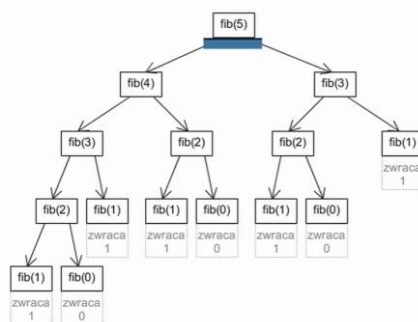 fib(5)
fib(4)
fib(3)
fib(3)
fib(2)
fib(2)
fib(1)
zwraca
1
fib(2)
fib(1)
zwraca
1
fib(1)
zwraca
1
fib(0)
zwraca
0
fib(1)
zwraca
1
fib(0)
zwraca
0
fib(1)
zwraca
1
fib(0)
zwraca
0